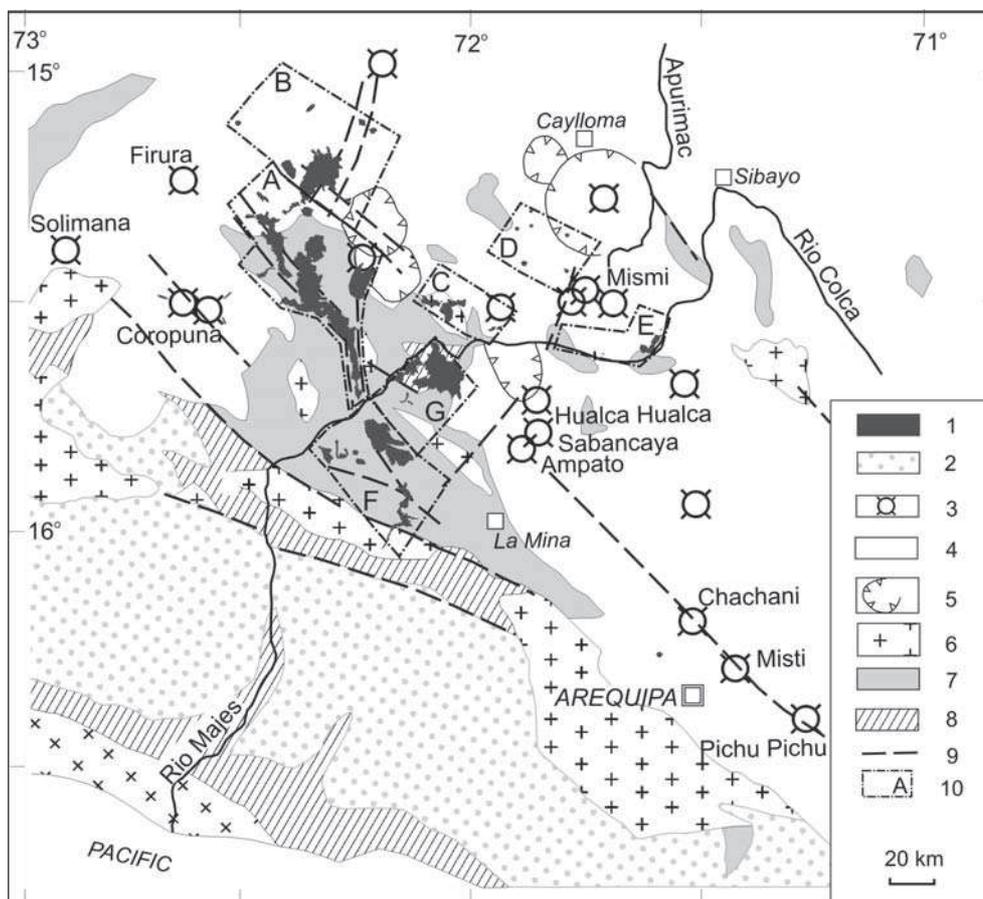 73°
72°
71°
15°
16°
B
A
D
C
E
G
F
Apurimac
Caylloma
Sibayo
Rio Colca
Firura
Solimana
Coropuna
Mismi
Hualca Hualca
Sabancaya
Ampato
La Mina
Chachani
Misti
AREQUIPA
Pichu Pichu
Rio Majes
PACIFIC
1
2
3
4
5
6
7
8
9
A 10
20 km